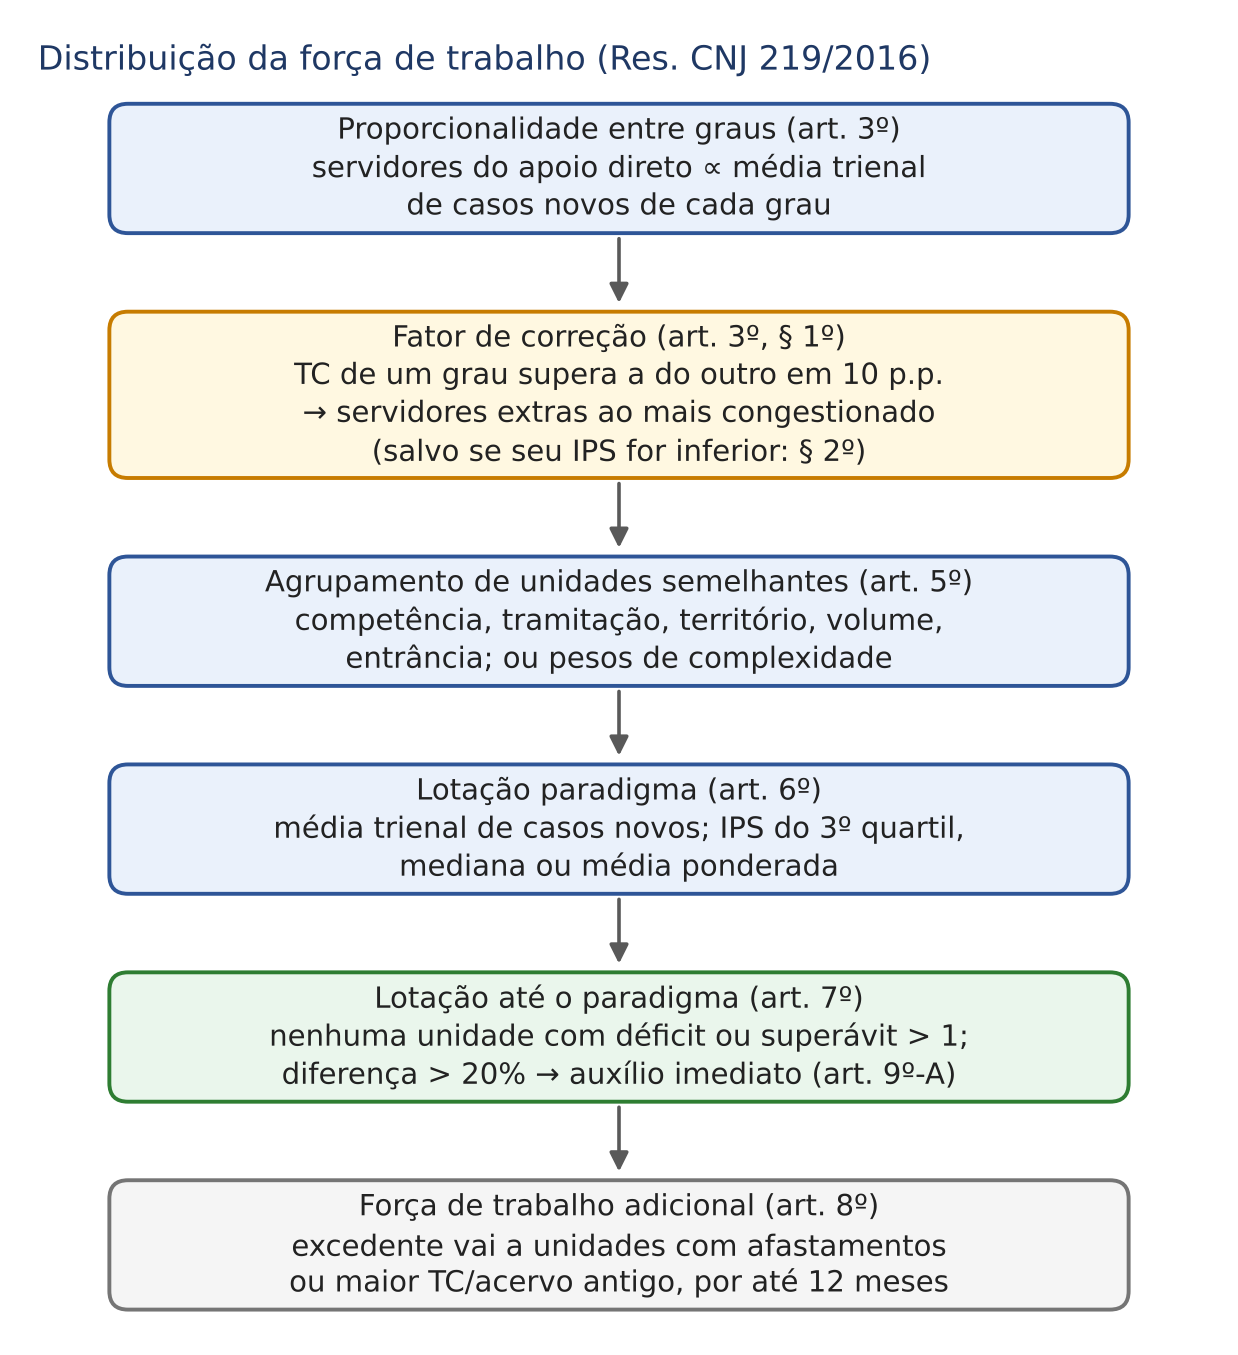 Distribuição da força de trabalho (Res. CNJ 219/2016)
Proporcionalidade entre graus (art. 3º)
servidores do apoio direto ∝ média trienal
de casos novos de cada grau
Fator de correção (art. 3º, § 1º)
TC de um grau supera a do outro em 10 p.p.
→ servidores extras ao mais congestionado
(salvo se seu IPS for inferior: § 2º)
Agrupamento de unidades semelhantes (art. 5º)
competência, tramitação, território, volume,
entrância; ou pesos de complexidade
Lotação paradigma (art. 6º)
média trienal de casos novos; IPS do 3º quartil,
mediana ou média ponderada
Lotação até o paradigma (art. 7º)
nenhuma unidade com déficit ou superávit > 1;
diferença > 20% → auxílio imediato (art. 9º-A)
Força de trabalho adicional (art. 8º)
excedente vai a unidades com afastamentos
ou maior TC/acervo antigo, por até 12 meses